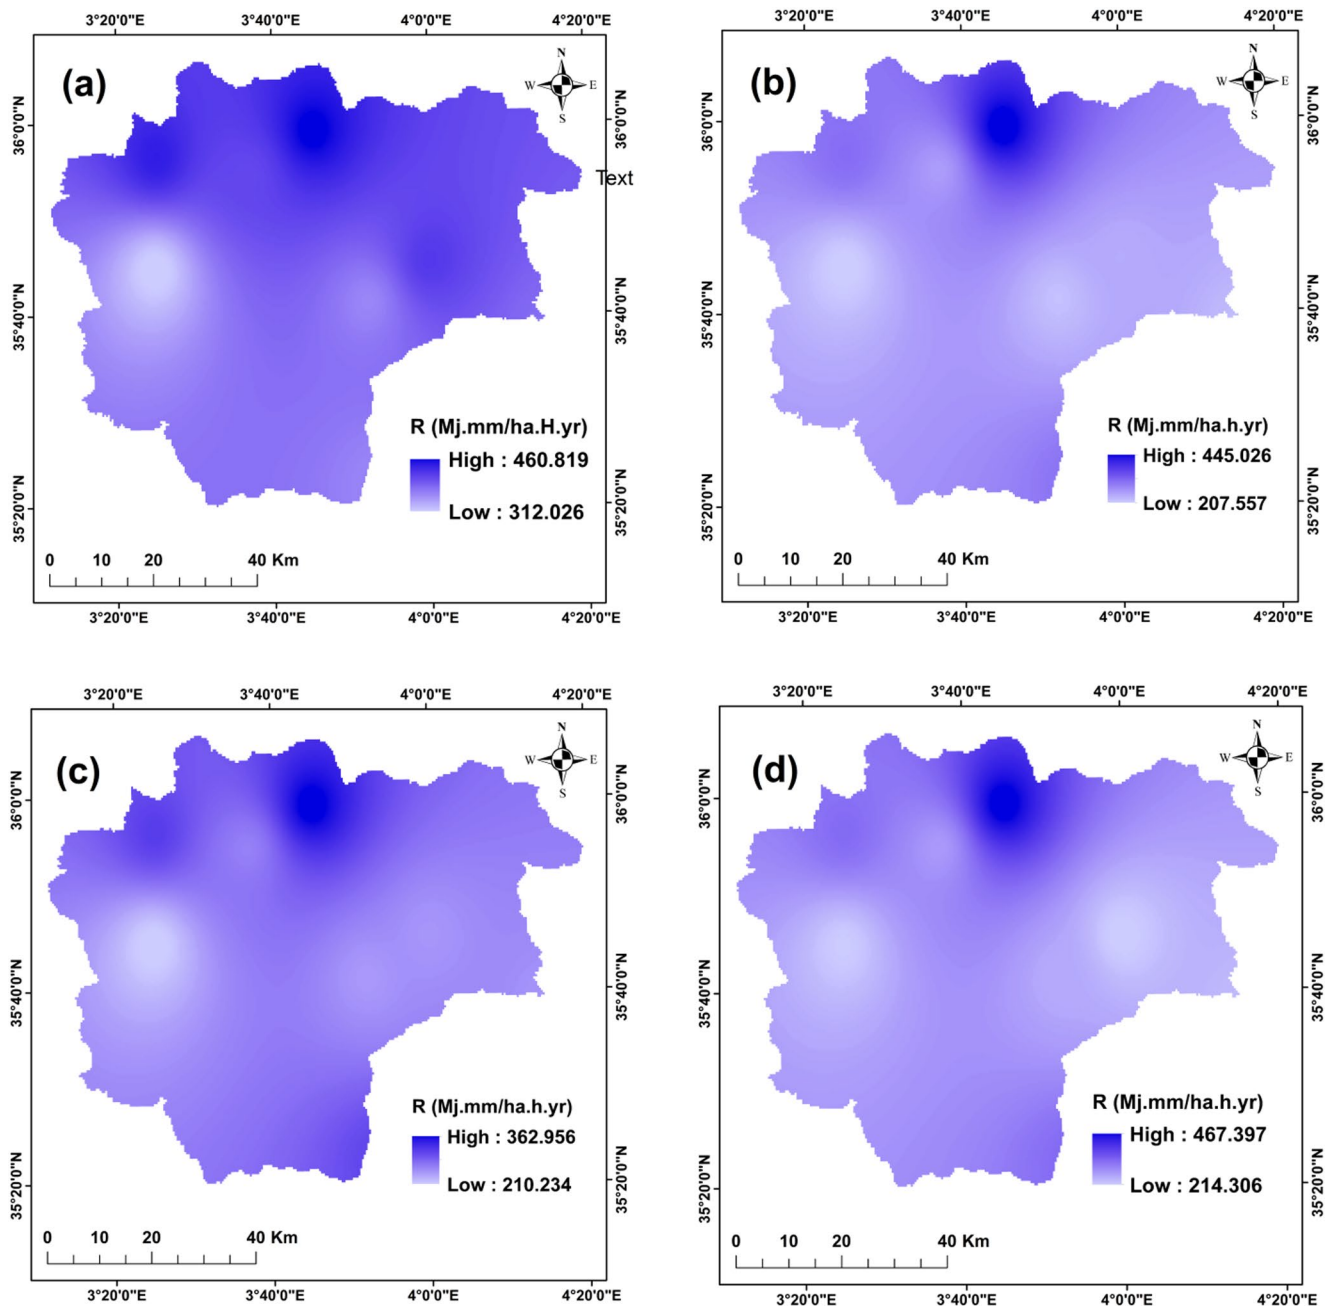 3°20'0"E 3°40'0"E 4°0'0"E 4°20'0"E
(a)
N
W E
S
36°0'0"N 36°0'0"N
Text
35°40'0"N 35°40'0"N
R (Mj.mm/ha.H.yr)
High : 460.819
Low : 312.026
35°20'0"N 35°20'0"N
0 10 20 40 Km
3°20'0"E 3°40'0"E 4°0'0"E 4°20'0"E
3°20'0"E 3°40'0"E 4°0'0"E 4°20'0"E
(b)
N
W E
S
36°0'0"N 36°0'0"N
35°40'0"N 35°40'0"N
R (Mj.mm/ha.h.yr)
High : 445.026
Low : 207.557
35°20'0"N 35°20'0"N
0 10 20 40 Km
3°20'0"E 3°40'0"E 4°0'0"E 4°20'0"E
3°20'0"E 3°40'0"E 4°0'0"E 4°20'0"E
(c)
N
W E
S
36°0'0"N 36°0'0"N
35°40'0"N 35°40'0"N
R (Mj.mm/ha.h.yr)
High : 362.956
Low : 210.234
35°20'0"N 35°20'0"N
0 10 20 40 Km
3°20'0"E 3°40'0"E 4°0'0"E 4°20'0"E
3°20'0"E 3°40'0"E 4°0'0"E 4°20'0"E
(d)
N
W E
S
36°0'0"N 36°0'0"N
35°40'0"N 35°40'0"N
R (Mj.mm/ha.h.yr)
High : 467.397
Low : 214.306
35°20'0"N 35°20'0"N
0 10 20 40 Km
3°20'0"E 3°40'0"E 4°0'0"E 4°20'0"E